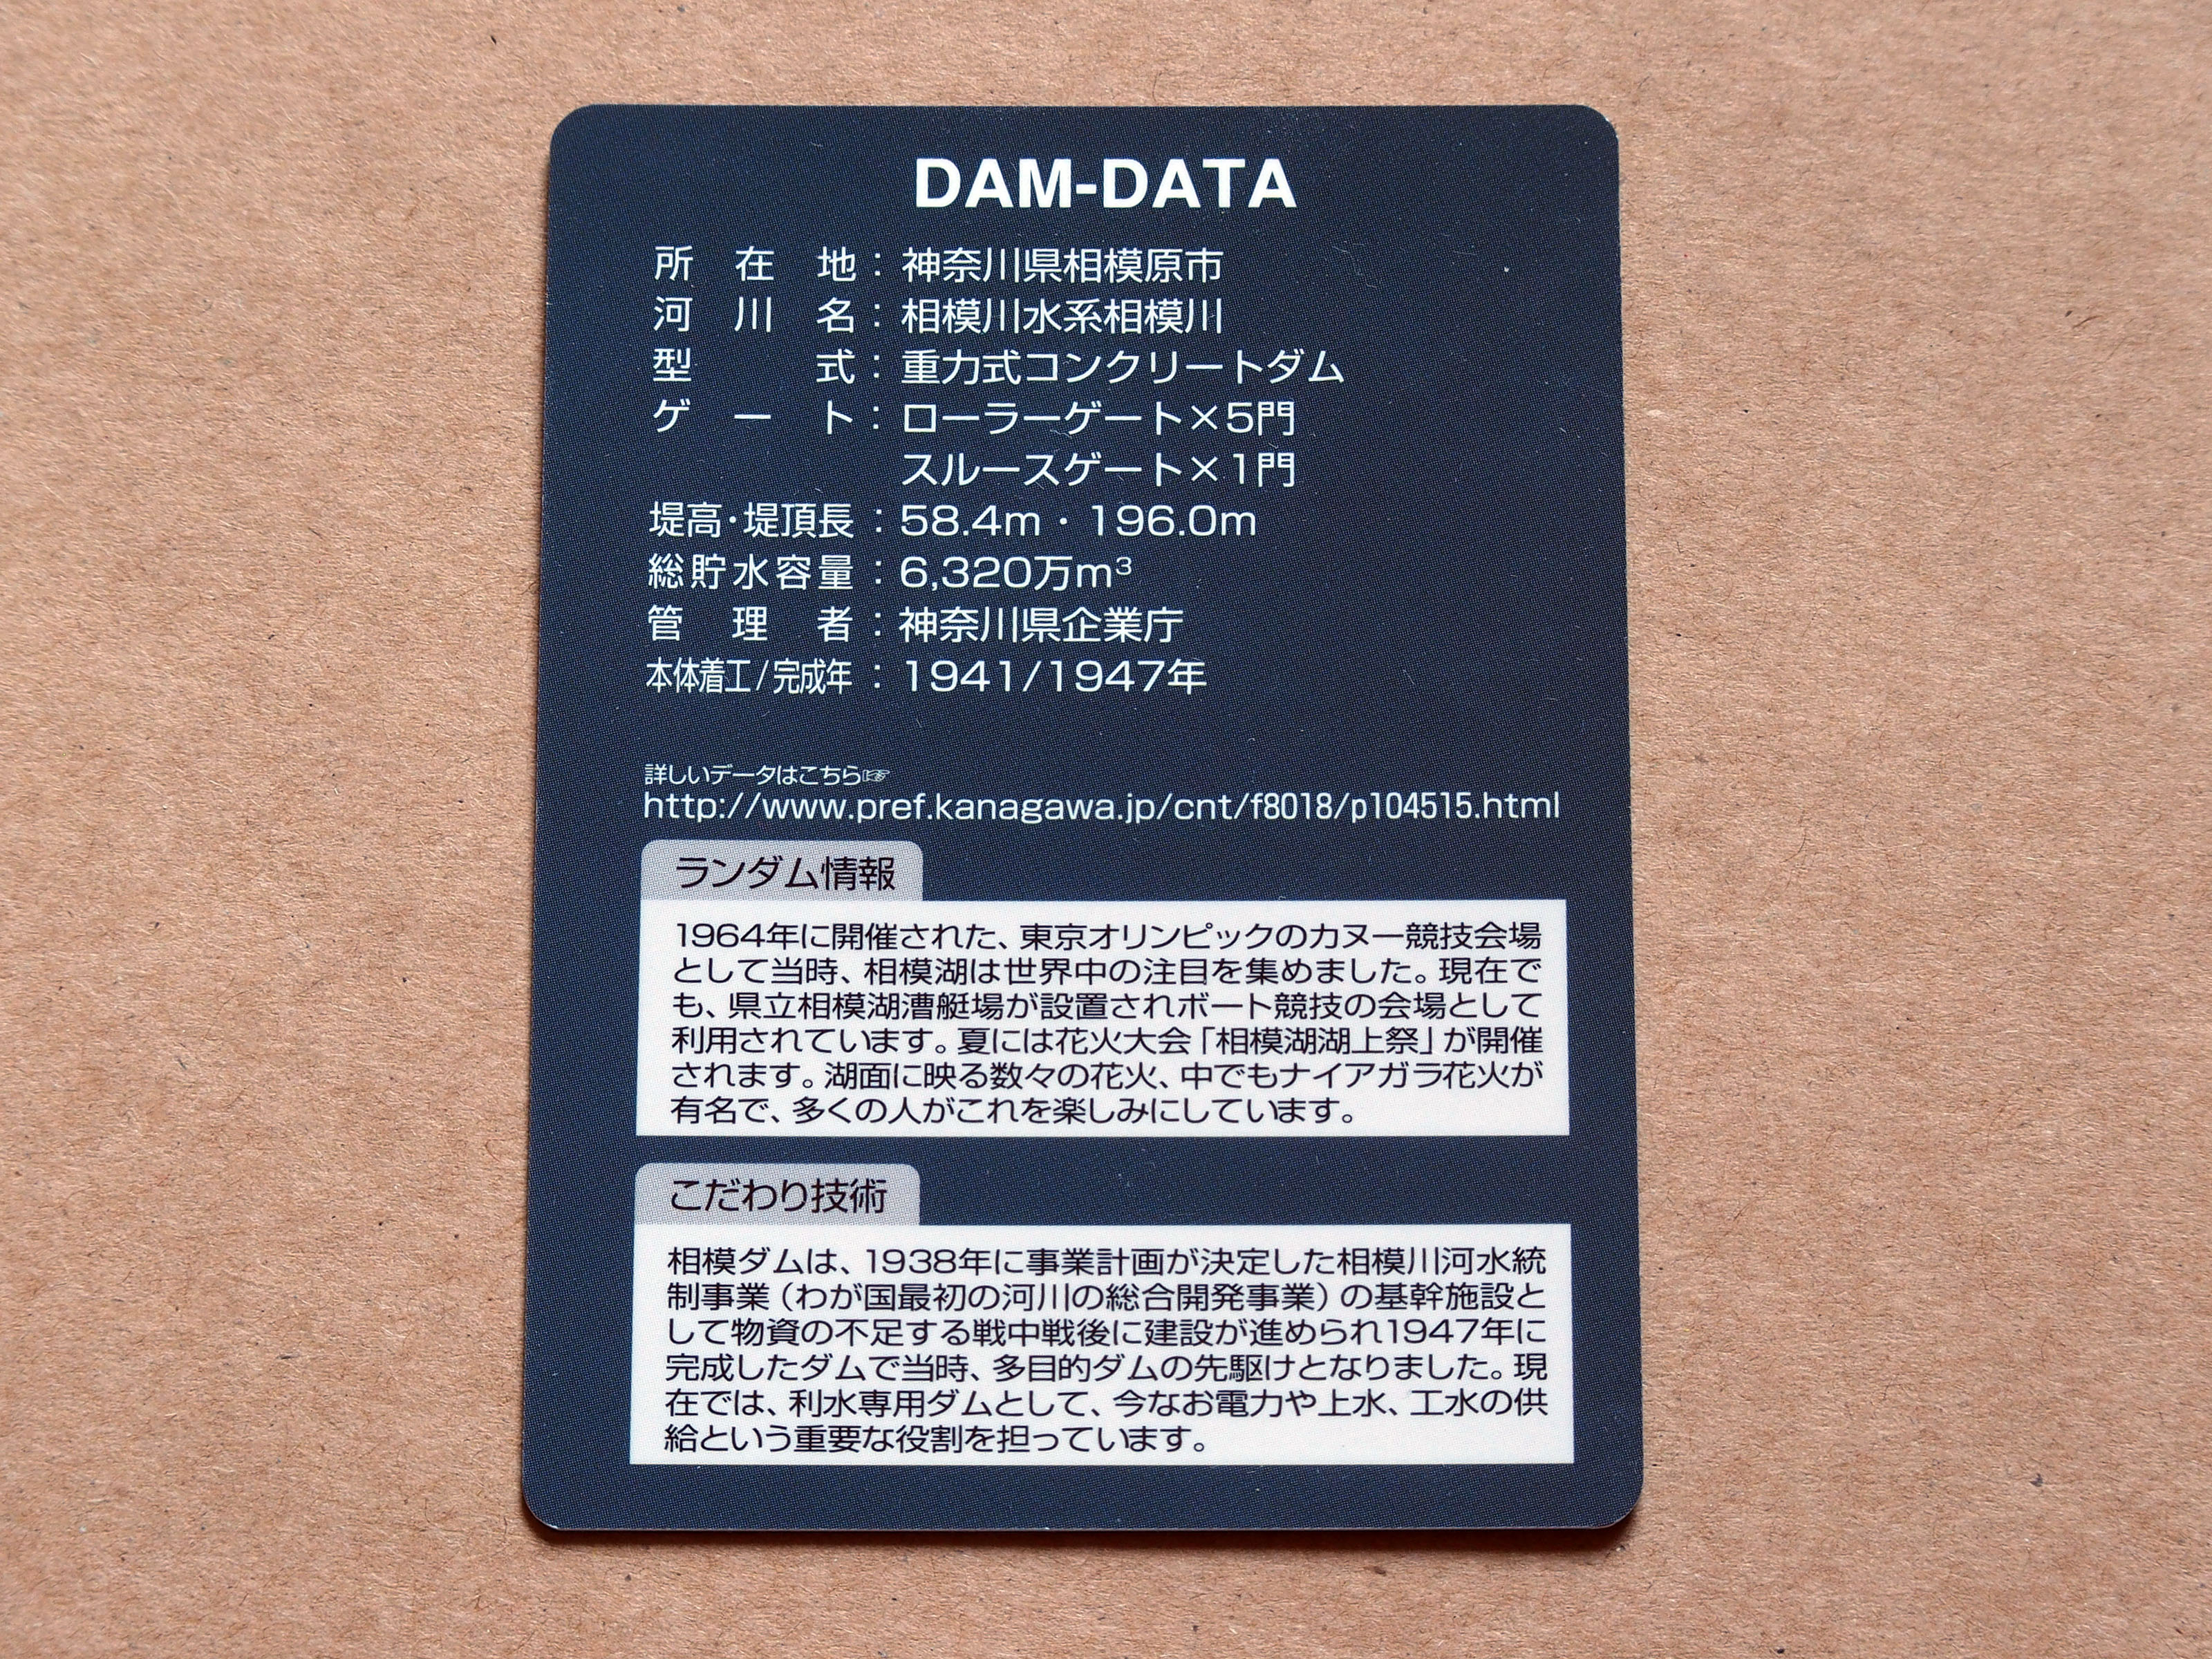 DAM-DATA
所在地：神奈川県相模原市
河川名：相模川水系相模川
型式：重力式コンクリートダム
ゲート：ローラーゲート×5門
スルースゲート×1門
堤高・堤頂長：58.4m・196.0m
総貯水容量：6,320万m³
管理者：神奈川県企業庁
本体着工/完成年：1941/1947年
詳しいデータはこちら☞
http://www.pref.kanagawa.jp/cnt/f8018/p104515.html
ランダム情報
1964年に開催された、東京オリンピックのカヌー競技会場
として当時、相模湖は世界中の注目を集めました。現在で
も、県立相模湖漕艇場が設置されボート競技の会場として
利用されています。夏には花火大会「相模湖湖上祭」が開催
されます。湖面に映る数々の花火、中でもナイアガラ花火が
有名で、多くの人がこれを楽しみにしています。
こだわり技術
相模ダムは、1938年に事業計画が決定した相模川河水統
制事業（わが国最初の河川の総合開発事業）の基幹施設と
して物資の不足する戦中戦後に建設が進められ1947年に
完成したダムで当時、多目的ダムの先駆けとなりました。現
在では、利水専用ダムとして、今なお電力や上水、工水の供
給という重要な役割を担っています。